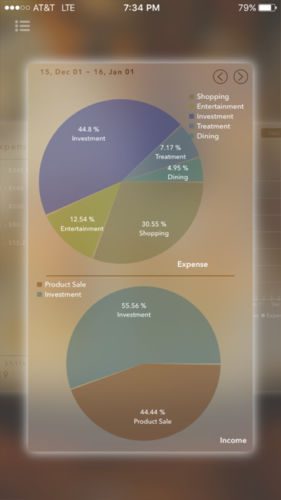 AT&T LTE 7:34 PM 79%
15, Dec 01 – 16, Jan 01
Shopping
Entertainment
Investment
Treatment
Dining
44.8 %
Investment
7.17 %
Treatment
4.95 %
Dining
12.54 %
Entertainment
30.55 %
Shopping
Expense
Product Sale
Investment
55.56 %
Investment
44.44 %
Product Sale
Income